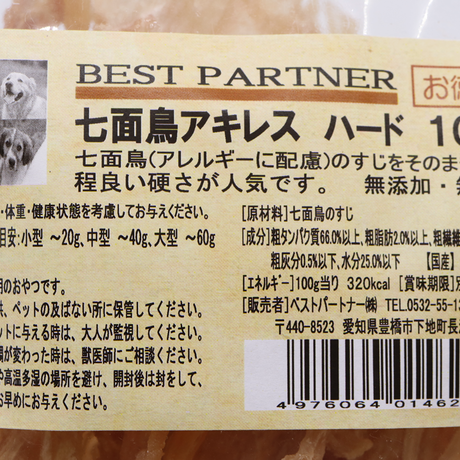 BEST PARTNER
お徳
七面鳥アキレス ハード 10
七面鳥(アレルギーに配慮)のすじをそのま
程良い硬さが人気です。 無添加・
・体重・健康状態を考慮してお与えください。
目安:小型 ~20g、中型 ~40g、大型 ~60g
用のおやつです。
、ペットの及ばない所に保管してください。
ットに与える時は、大人が監視してください。
が変わった時は、獣医師にご相談ください。
や高温多湿の場所を避け、開封後は封をして、
お早めにお与えください。
[原材料]七面鳥のすじ
[成分]粗タンパク質66.0%以上、粗脂肪2.0%以上、粗繊維
粗灰分0.5%以下、水分25.0%以下 【国産】
[エネルギー]100g当り 320kcal [賞味期限]
[販売者]ベストパートナー㈱ TEL.0532-55-13
〒440-8523 愛知県豊橋市下地町長
4 976064 01462